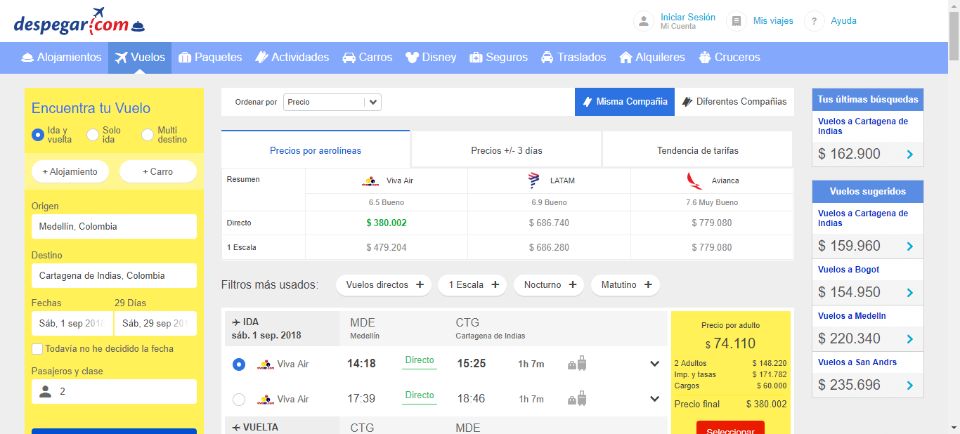 despegar.com
Iniciar Sesión
Mi Cuenta
Mis viajes
?
Ayuda
Alojamientos
Vuelos
Paquetes
Actividades
Carros
Disney
Seguros
Traslados
Alquileres
Cruceros
Encuentra tu Vuelo
Ida y vuelta
Solo ida
Multi destino
+ Alojamiento
+ Carro
Origen
Medellín, Colombia
Destino
Cartagena de Indias, Colombia
Fechas
29 Días
Sáb, 1 sep 2018
Sáb, 29 sep 201
Todavía no he decidido la fecha
Pasajeros y clase
2
Ordenar por
Precio
Misma Compañía
Diferentes Compañías
Precios por aerolíneas
Precios +/- 3 días
Tendencia de tarifas
Resumen
Viva Air
LATAM
Avianca
6.5 Bueno
6.9 Bueno
7.6 Muy Bueno
Directo
$ 380.002
$ 686.740
$ 779.080
1 Escala
$ 479.204
$ 686.280
$ 779.080
Filtros más usados:
Vuelos directos +
1 Escala +
Nocturno +
Matutino +
IDA
sáb. 1 sep. 2018
MDE
Medellín
CTG
Cartagena de Indias
Viva Air
14:18
Directo
15:25
1h 7m
Viva Air
17:39
Directo
18:46
1h 7m
VUELTA
CTG
MDE
Precio por adulto
$ 74.110
2 Adultos
$ 148.220
Imp. y tasas
$ 171.782
Cargos
$ 60.000
Precio final
$ 380.002
Seleccionar
Tus últimas búsquedas
Vuelos a Cartagena de
Indias
$ 162.900
Vuelos sugeridos
Vuelos a Cartagena de
Indias
$ 159.960
Vuelos a Bogot
$ 154.950
Vuelos a Medelin
$ 220.340
Vuelos a San Andrs
$ 235.696